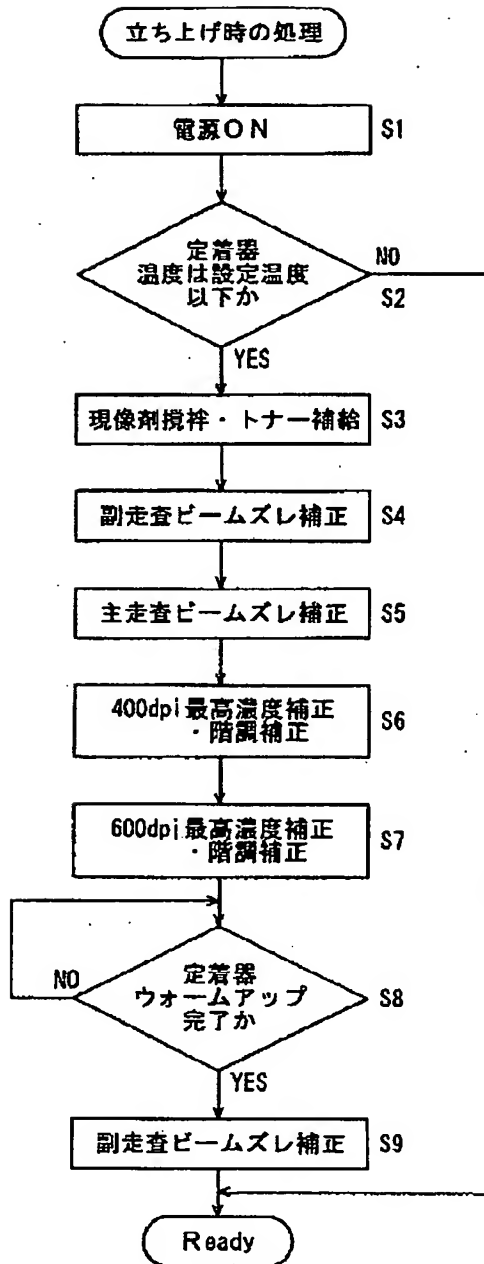 立ち上げ時の処理
電源ON
S1
定着器
温度は設定温度
以下か
NO
S2
YES
現像剤撹袢・トナー補給
S3
副走査ビームズレ補正
S4
主走査ビームズレ補正
S5
400dpi最高濃度補正
・階調補正
S6
600dpi最高濃度補正
・階調補正
S7
NO
定着器
ウォームアップ
完了か
S8
YES
副走査ビームズレ補正
S9
Ready